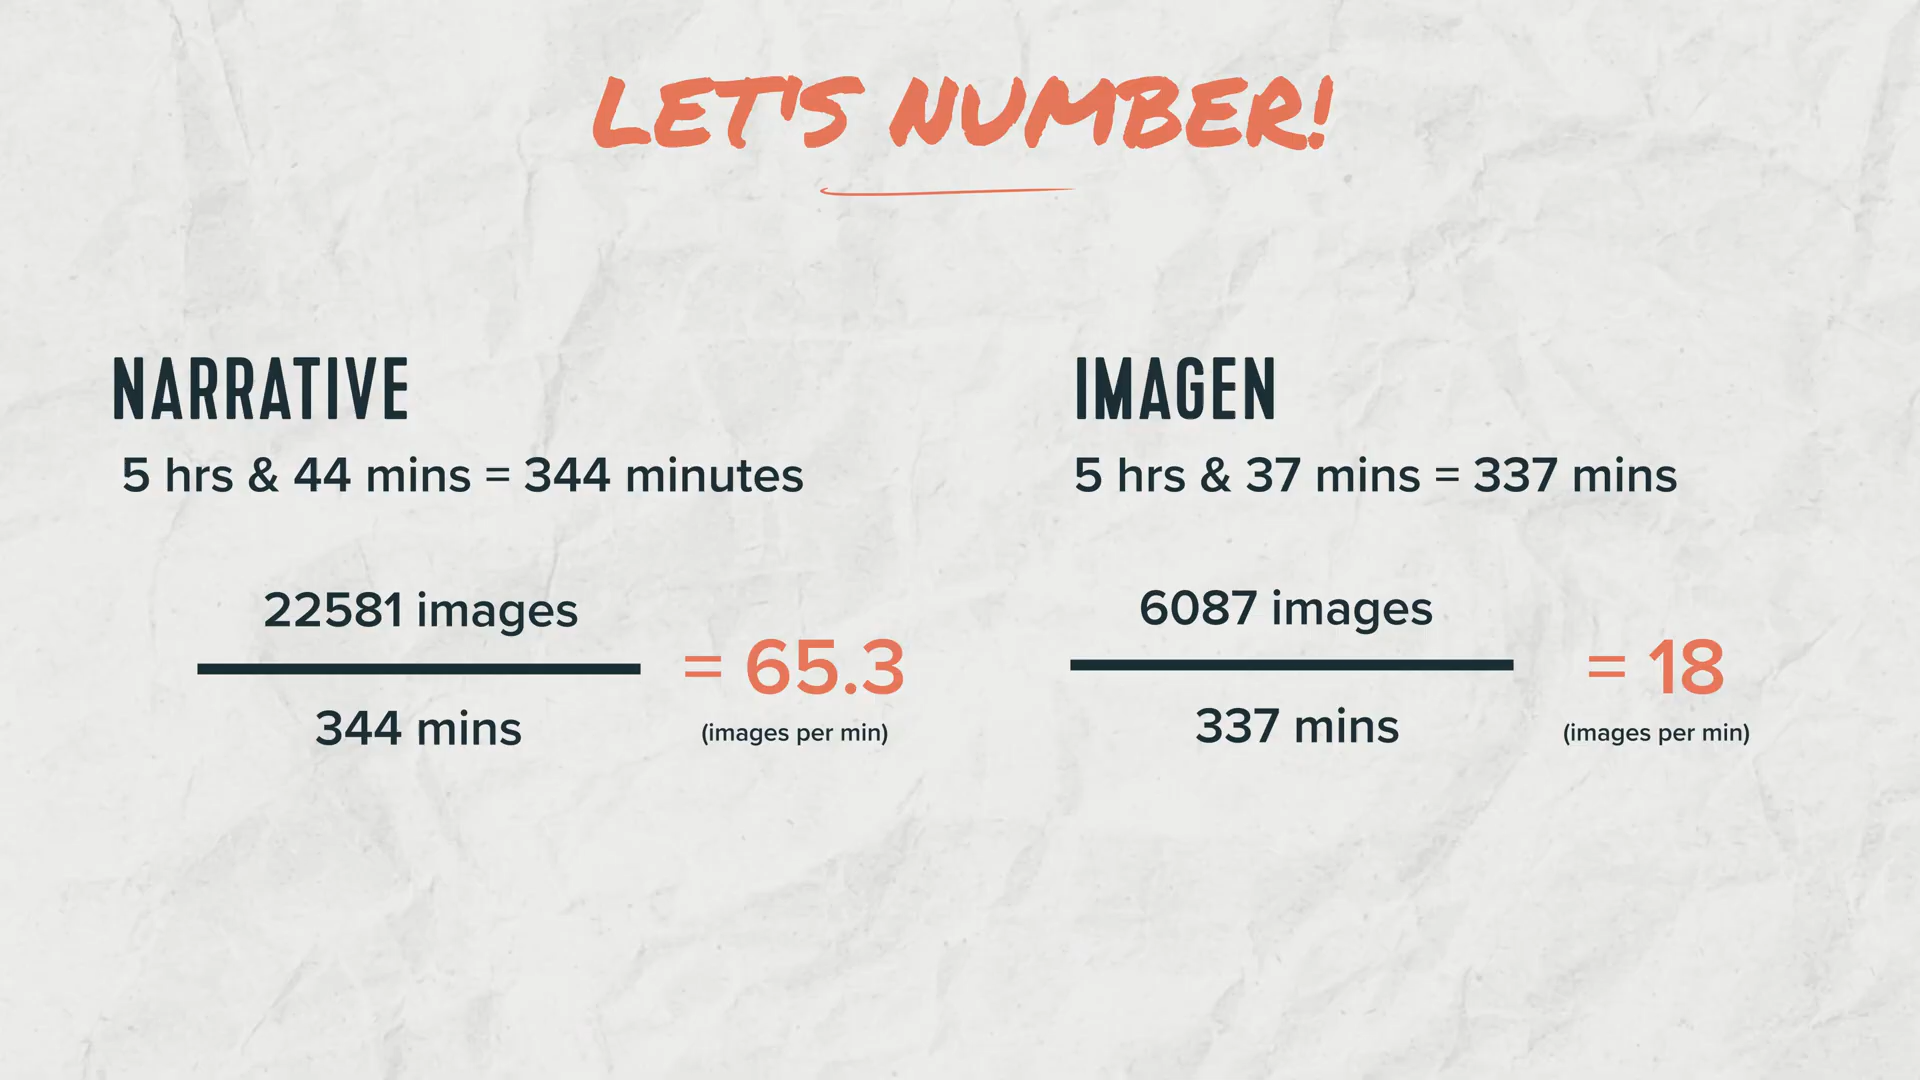 LET'S NUMBER!
NARRATIVE
5 hrs & 44 mins = 344 minutes
22581 images
344 mins
= 65.3
(images per min)
IMAGEN
5 hrs & 37 mins = 337 mins
6087 images
337 mins
= 18
(images per min)